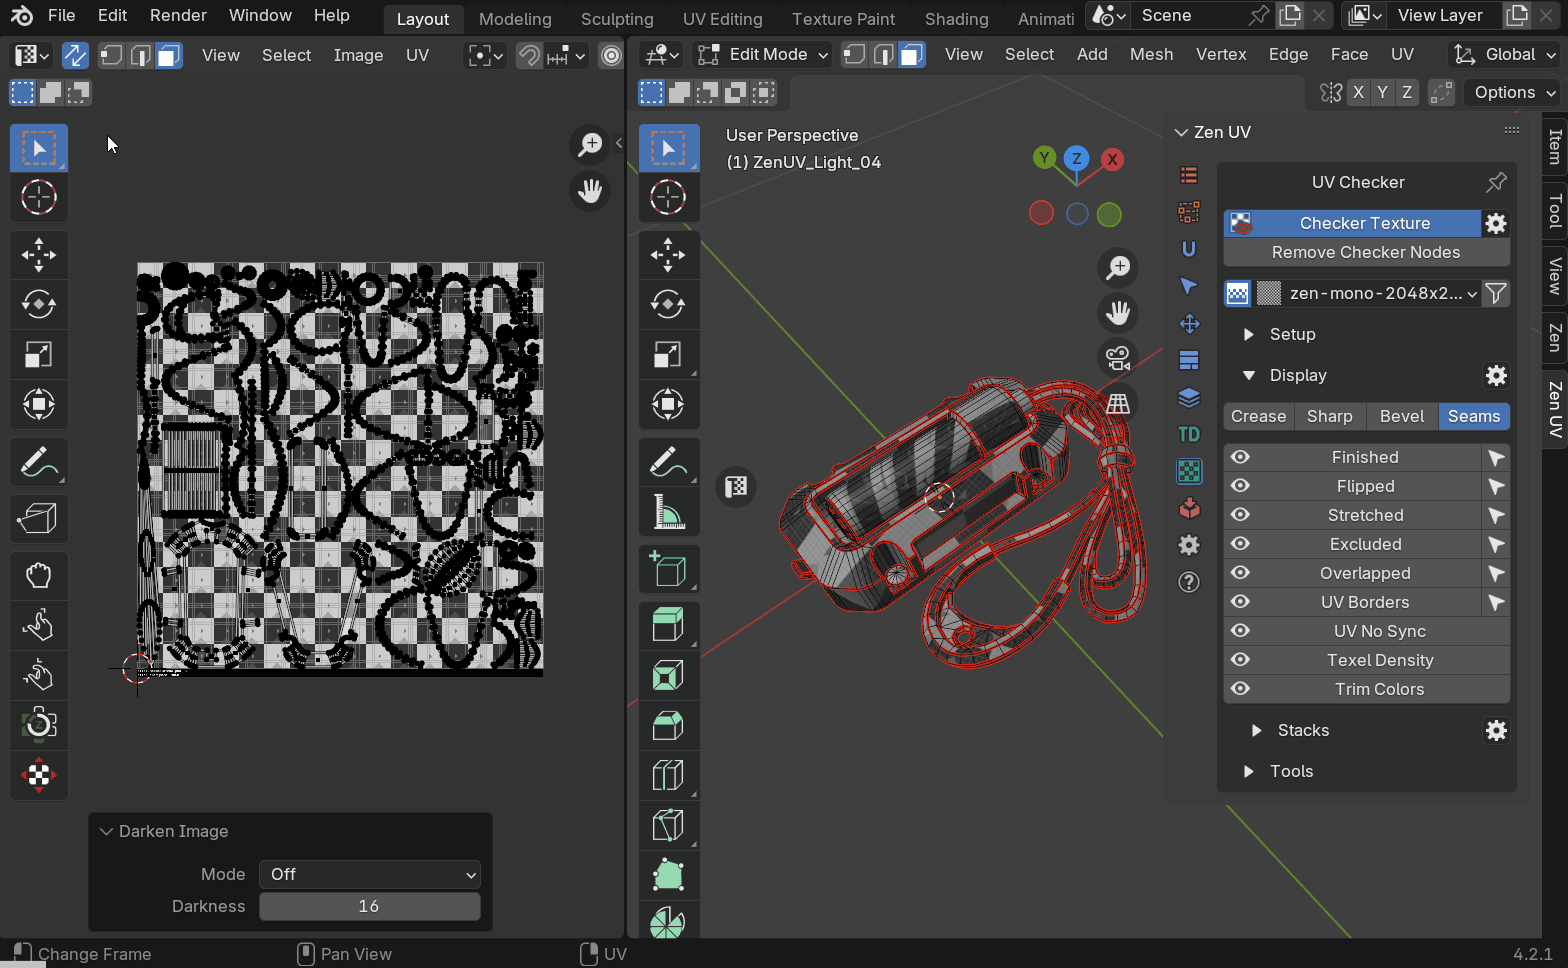 File Edit Render Window Help Layout Modeling Sculpting UV Editing Texture Paint Shading Animati Scene View Layer
View Select Image UV Edit Mode View Select Add Mesh Vertex Edge Face UV Global
X Y Z Options
User Perspective
(1) ZenUV_Light_04
Y Z X
Zen UV
UV Checker
Checker Texture
Remove Checker Nodes
zen-mono-2048x2...
Setup
Display
Crease Sharp Bevel Seams
Finished
Flipped
Stretched
Excluded
Overlapped
UV Borders
UV No Sync
Texel Density
Trim Colors
Stacks
Tools
TD
Item
Tool
View
Zen
Zen UV
Darken Image
Mode Off
Darkness 16
Change Frame Pan View UV 4.2.1